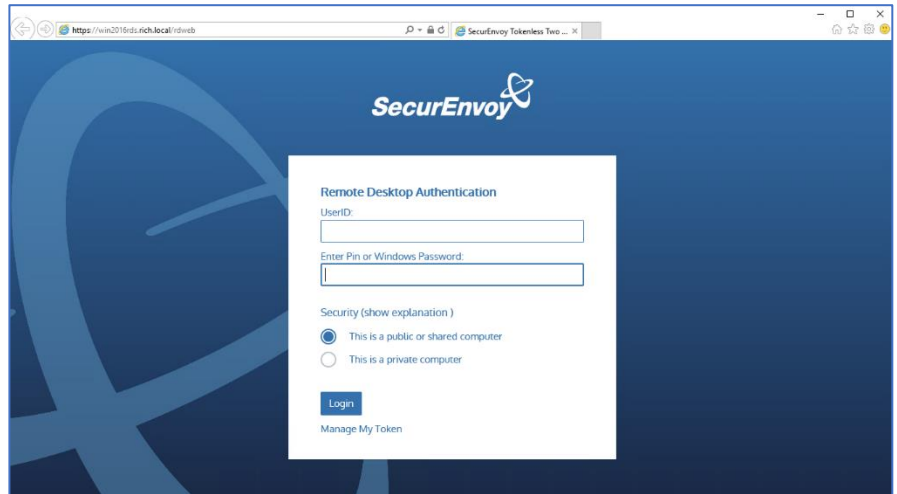 https://win2016rds.rich.local/rdweb
SecurEnvoy Tokenless Two ...
SecurEnvoy
Remote Desktop Authentication
UserID:
Enter Pin or Windows Password:
Security (show explanation )
This is a public or shared computer
This is a private computer
Login
Manage My Token